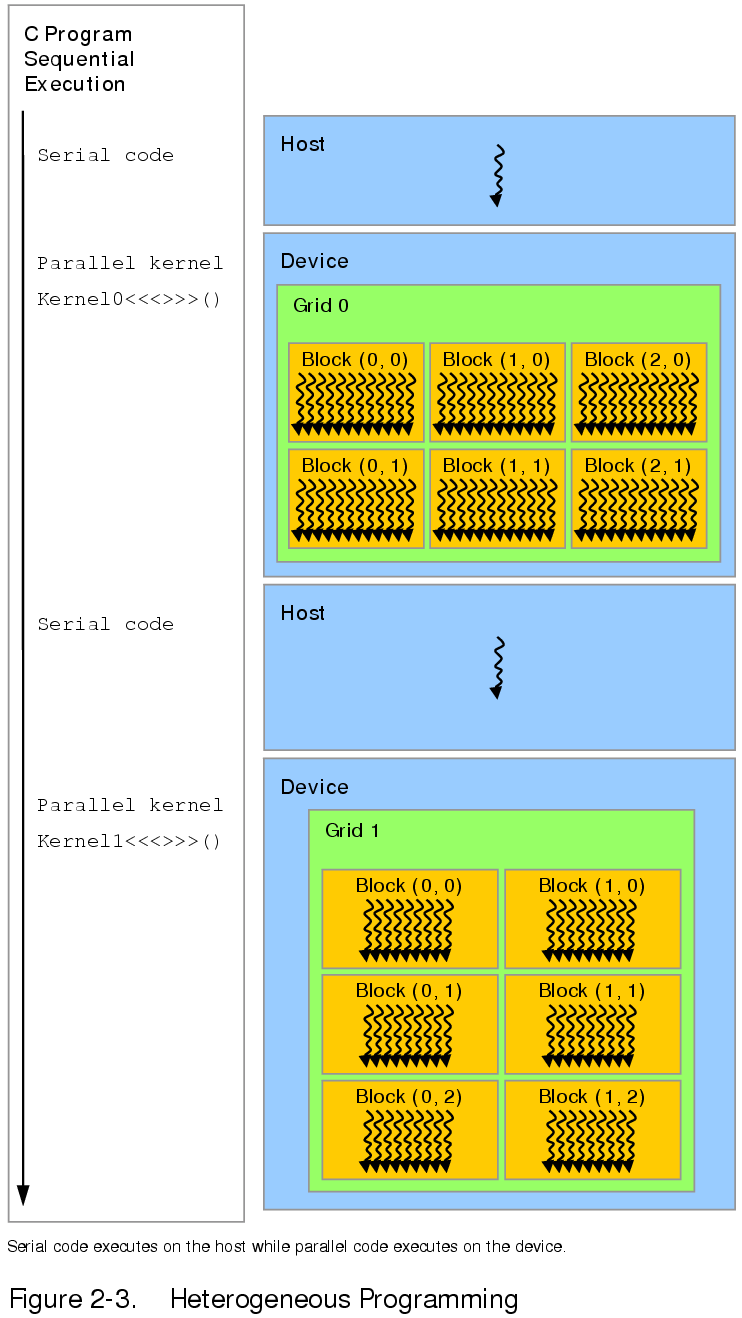 C Program
Sequential
Execution
Serial code
Host
Parallel kernel
Kernel0<<<>>>()
Device
Grid 0
Block (0, 0)
Block (1, 0)
Block (2, 0)
Block (0, 1)
Block (1, 1)
Block (2, 1)
Serial code
Host
Parallel kernel
Kernel1<<<>>>()
Device
Grid 1
Block (0, 0)
Block (1, 0)
Block (0, 1)
Block (1, 1)
Block (0, 2)
Block (1, 2)
Serial code executes on the host while parallel code executes on the device.
Figure 2-3. Heterogeneous Programming